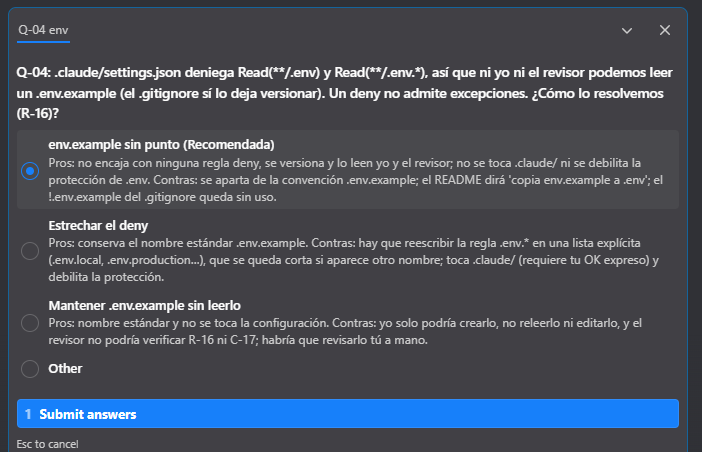 Q-04 env
Q-04: .claude/settings.json deniega Read(**/.env) y Read(**/.env.*), así que ni yo ni el revisor podemos leer
un .env.example (el .gitignore sí lo deja versionar). Un deny no admite excepciones. ¿Cómo lo resolvemos
(R-16)?
env.example sin punto (Recomendada)
Pros: no encaja con ninguna regla deny, se versiona y lo leen yo y el revisor; no se toca .claude/ ni se debilita la
protección de .env. Contras: se aparta de la convención .env.example; el README dirá 'copia env.example a .env'; el
!.env.example del .gitignore queda sin uso.
Estrechar el deny
Pros: conserva el nombre estándar .env.example. Contras: hay que reescribir la regla .env.* en una lista explícita
(.env.local, .env.production...), que se queda corta si aparece otro nombre; toca .claude/ (requiere tu OK expreso) y
debilita la protección.
Mantener .env.example sin leerlo
Pros: nombre estándar y no se toca la configuración. Contras: yo solo podría crearlo, no releerlo ni editarlo, y el
revisor no podría verificar R-16 ni C-17; habría que revisarlo tú a mano.
Other
1 Submit answers
Esc to cancel